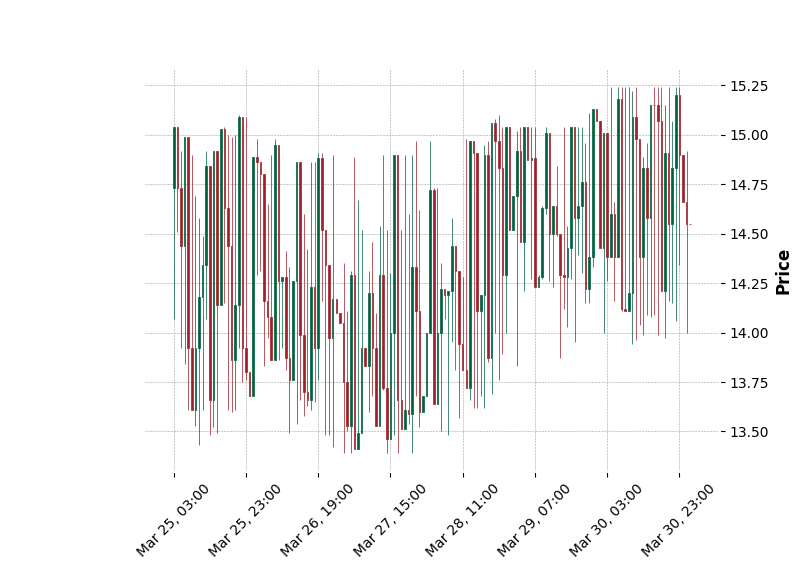 15.25
15.00
14.75
14.50
14.25
14.00
13.75
13.50
Price
Mar 25, 03:00
Mar 25, 23:00
Mar 26, 19:00
Mar 27, 15:00
Mar 28, 11:00
Mar 29, 07:00
Mar 30, 03:00
Mar 30, 23:00